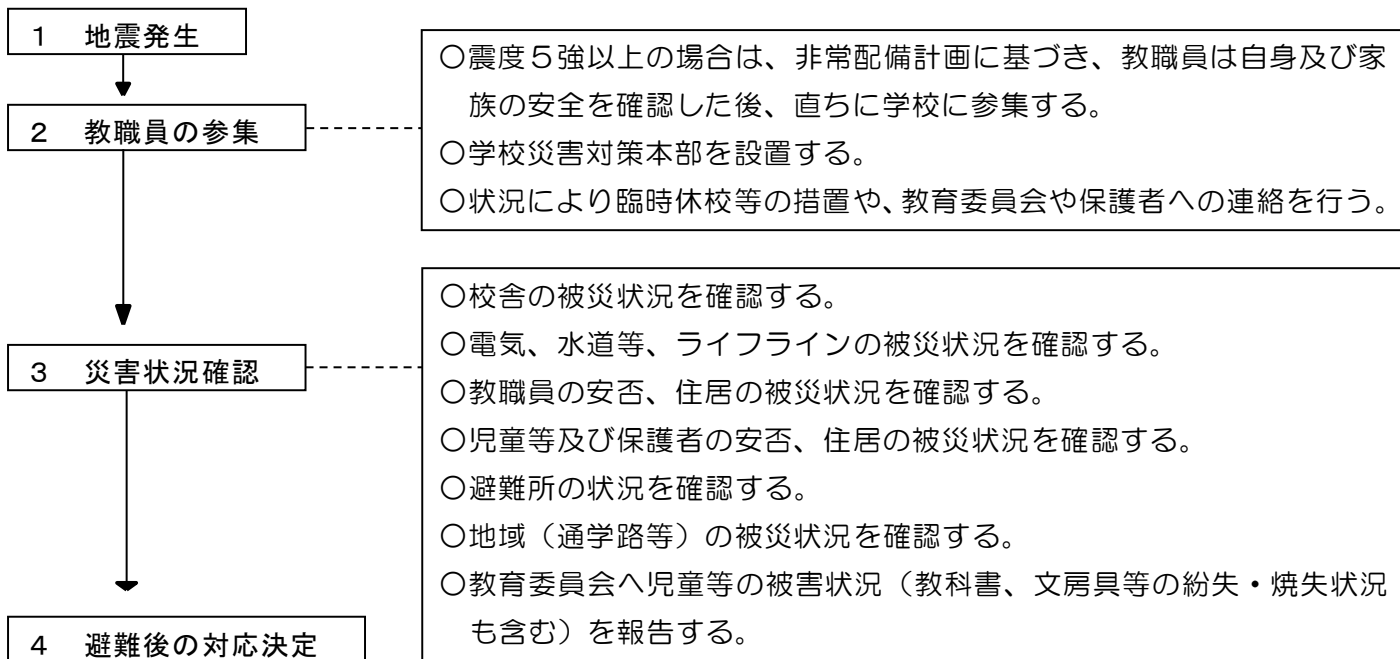 １　地震発生
２　教職員の参集
〇震度５強以上の場合は、非常配備計画に基づき、教職員は自身及び家
族の安全を確認した後、直ちに学校に参集する。
〇学校災害対策本部を設置する。
〇状況により臨時休校等の措置や、教育委員会や保護者への連絡を行う。
３　災害状況確認
〇校舎の被災状況を確認する。
〇電気、水道等、ライフラインの被災状況を確認する。
〇教職員の安否、住居の被災状況を確認する。
〇児童等及び保護者の安否、住居の被災状況を確認する。
〇避難所の状況を確認する。
〇地域（通学路等）の被災状況を確認する。
〇教育委員会へ児童等の被害状況（教科書、文房具等の紛失・焼失状況
も含む）を報告する。
４　避難後の対応決定